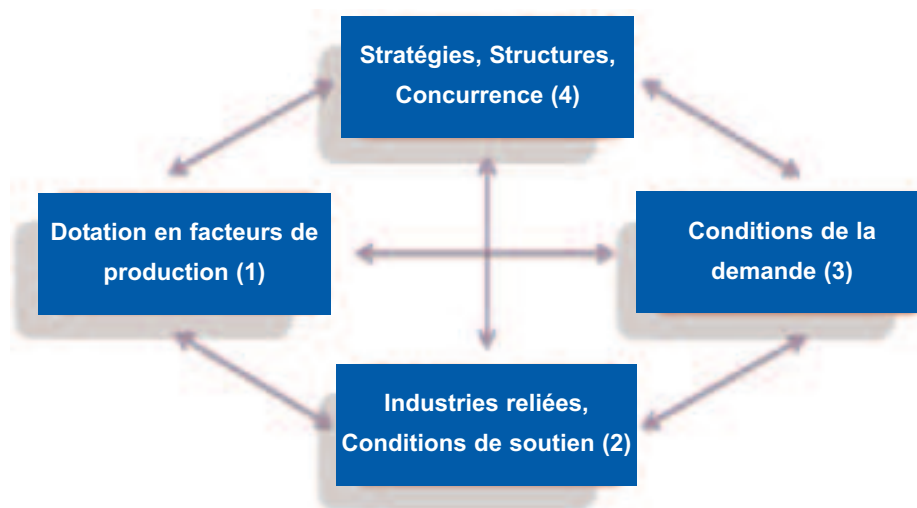 Stratégies, Structures,
Concurrence (4)
Dotation en facteurs de
production (1)
Conditions de la
demande (3)
Industries reliées,
Conditions de soutien (2)